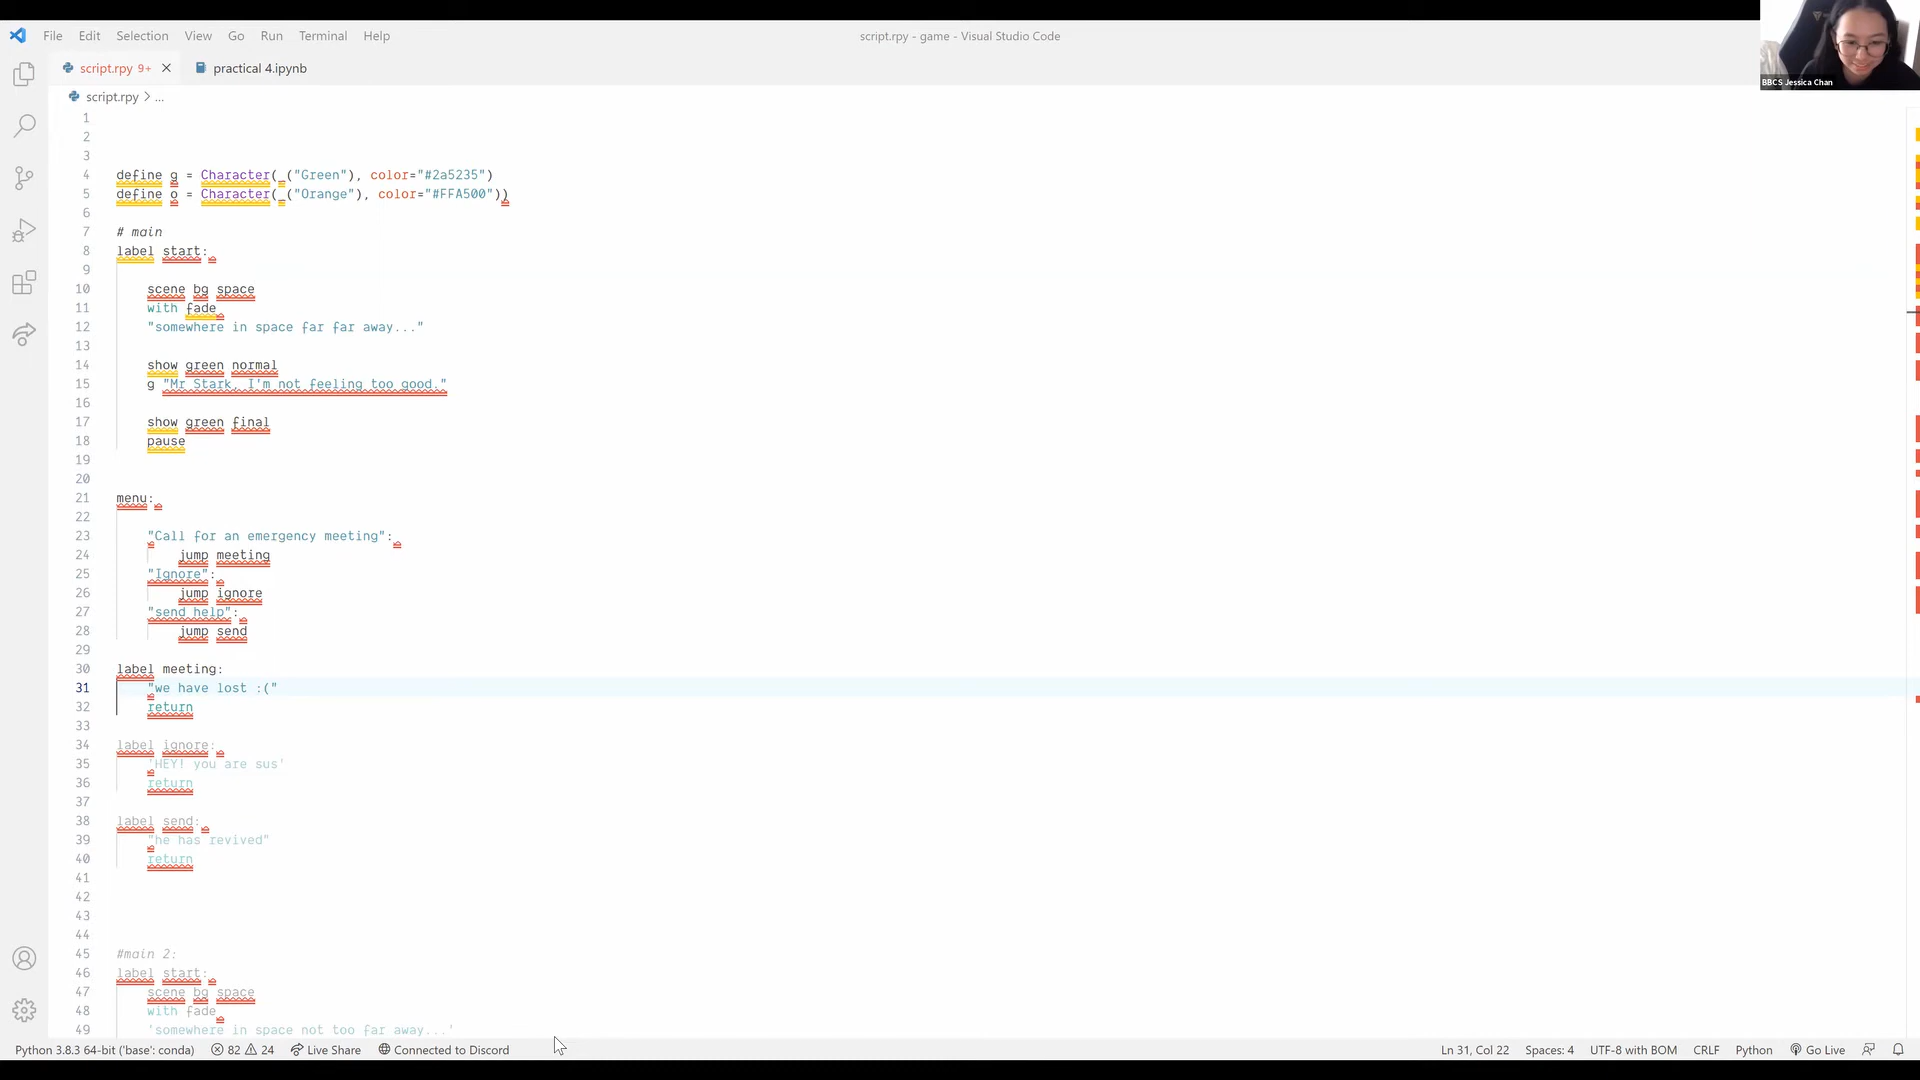 File Edit Selection View Go Run Terminal Help
script.rpy - game - Visual Studio Code
BBCS Jessica Chan
script.rpy 9+
practical 4.ipynb
script.rpy > ...
1
2
3
4 define g = Character(_("Green"), color="#2a5235")
5 define o = Character(_("Orange"), color="#FFA500"))
6
7 # main
8 label start:
9
10 scene bg space
11 with fade
12 "somewhere in space far far away..."
13
14 show green normal
15 g "Mr Stark, I'm not feeling too good."
16
17 show green final
18 pause
19
20
21 menu:
22
23 "Call for an emergency meeting":
24 jump meeting
25 "Ignore":
26 jump ignore
27 "send help":
28 jump send
29
30 label meeting:
31 "we have lost :("
32 return
33
34 label ignore:
35 'HEY! you are sus'
36 return
37
38 label send:
39 "he has revived"
40 return
41
42
43
44
45 #main 2:
46 label start:
47 scene bg space
48 with fade
49 'somewhere in space not too far away...'
Python 3.8.3 64-bit ('base': conda) 82 24 Live Share Connected to Discord
Ln 31, Col 22 Spaces: 4 UTF-8 with BOM CRLF Python Go Live